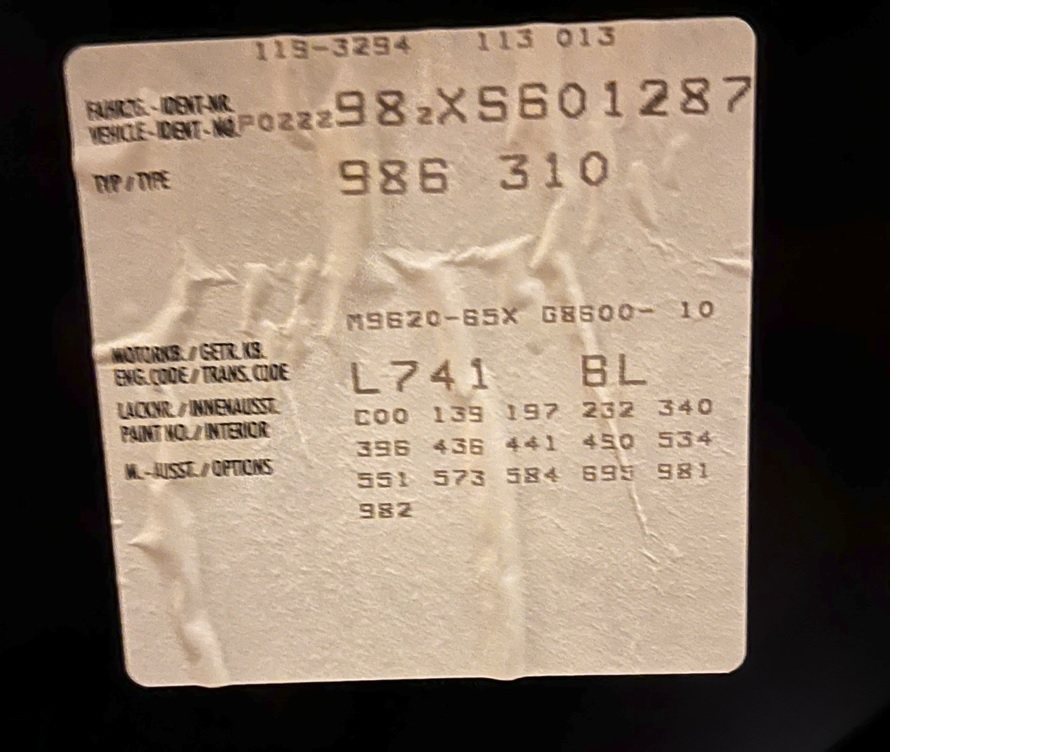 119-3294 113 013
FAHRZG.-IDENT-NR.
VEHICLE-IDENT-NO. P0ZZZ98ZXS601287
TYP / TYPE 986 310
M9620-65X G8600- 10
MOTORKB. / GETR. KB.
ENG. CODE / TRANS. CODE L741 BL
LACKNR. / INNENAUSST. C00 139 197 232 340
PAINT NO. / INTERIOR 396 436 441 450 534
M.-AUSST. / OPTIONS 551 573 584 695 981
982